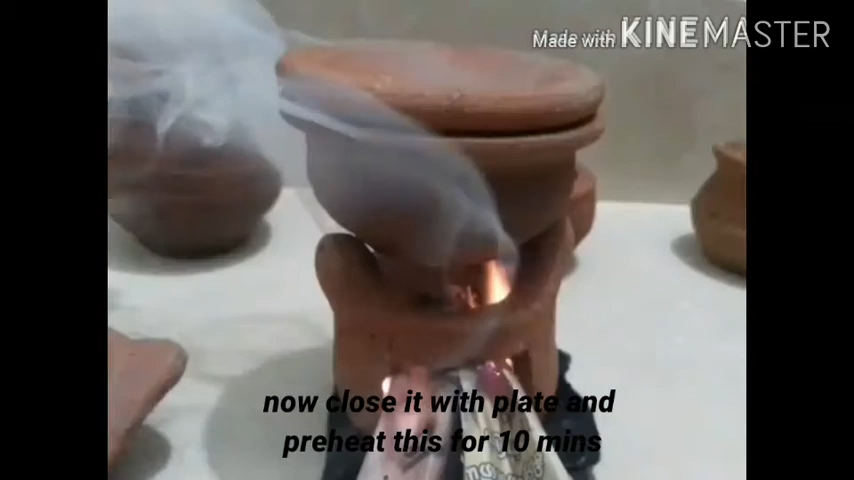 Made with KINEMASTER
now close it with plate and
preheat this for 10 mins